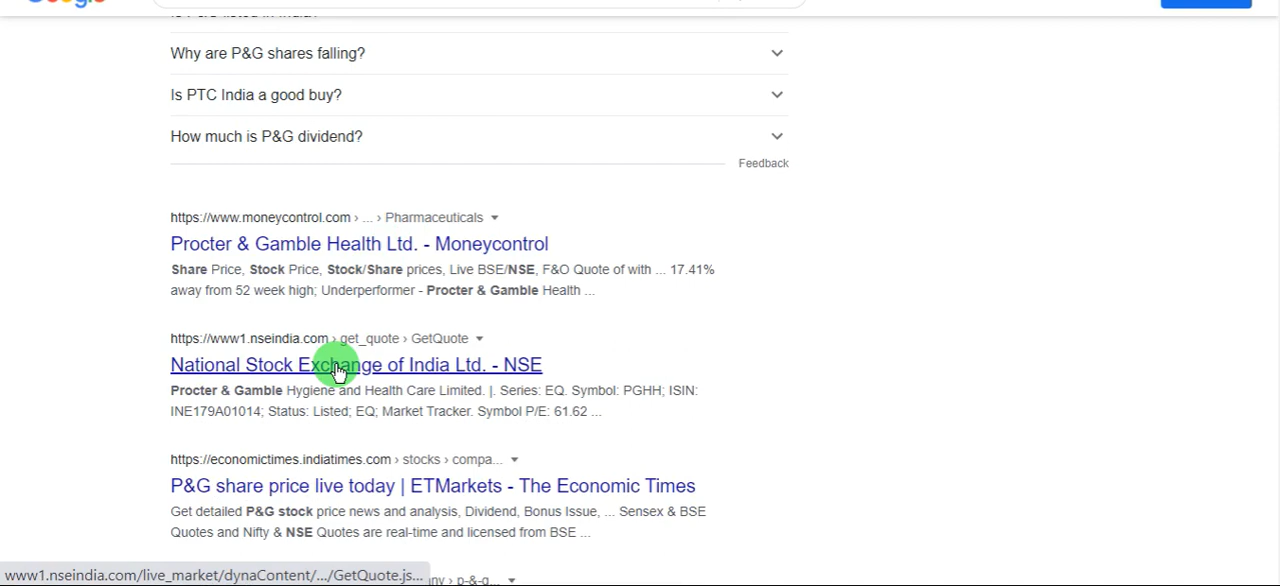 Google
Why are P&G shares falling?
Is PTC India a good buy?
How much is P&G dividend?
Feedback
https://www.moneycontrol.com › ... › Pharmaceuticals
Procter & Gamble Health Ltd. - Moneycontrol
Share Price, Stock Price, Stock/Share prices, Live BSE/NSE, F&O Quote of with ... 17.41%
away from 52 week high; Underperformer - Procter & Gamble Health ...
https://www1.nseindia.com › get_quote › GetQuote
National Stock Exchange of India Ltd. - NSE
Procter & Gamble Hygiene and Health Care Limited. |. Series: EQ. Symbol: PGHH; ISIN:
INE179A01014; Status: Listed; EQ; Market Tracker. Symbol P/E: 61.62 ...
https://economictimes.indiatimes.com › stocks › compa...
P&G share price live today | ETMarkets - The Economic Times
Get detailed P&G stock price news and analysis, Dividend, Bonus Issue, ... Sensex & BSE
Quotes and Nifty & NSE Quotes are real-time and licensed from BSE ...
www1.nseindia.com/live_market/dynaContent/.../GetQuote.js...
› p-&-g...